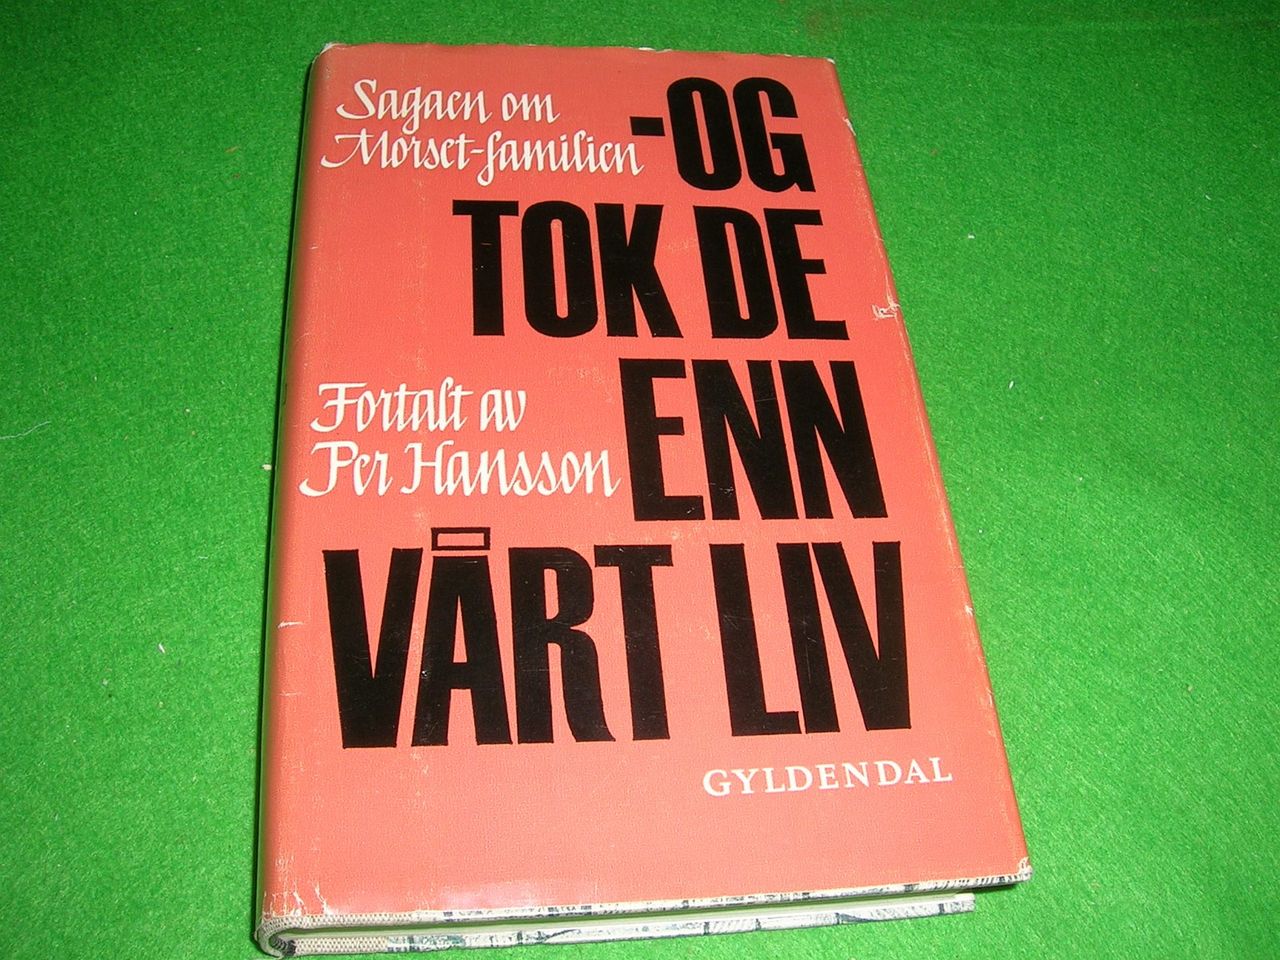 Sagaen om
Morset-familien
-OG
TOK DE
ENN
Fortalt av
Per Hansson
VÅRT LIV
GYLDENDAL